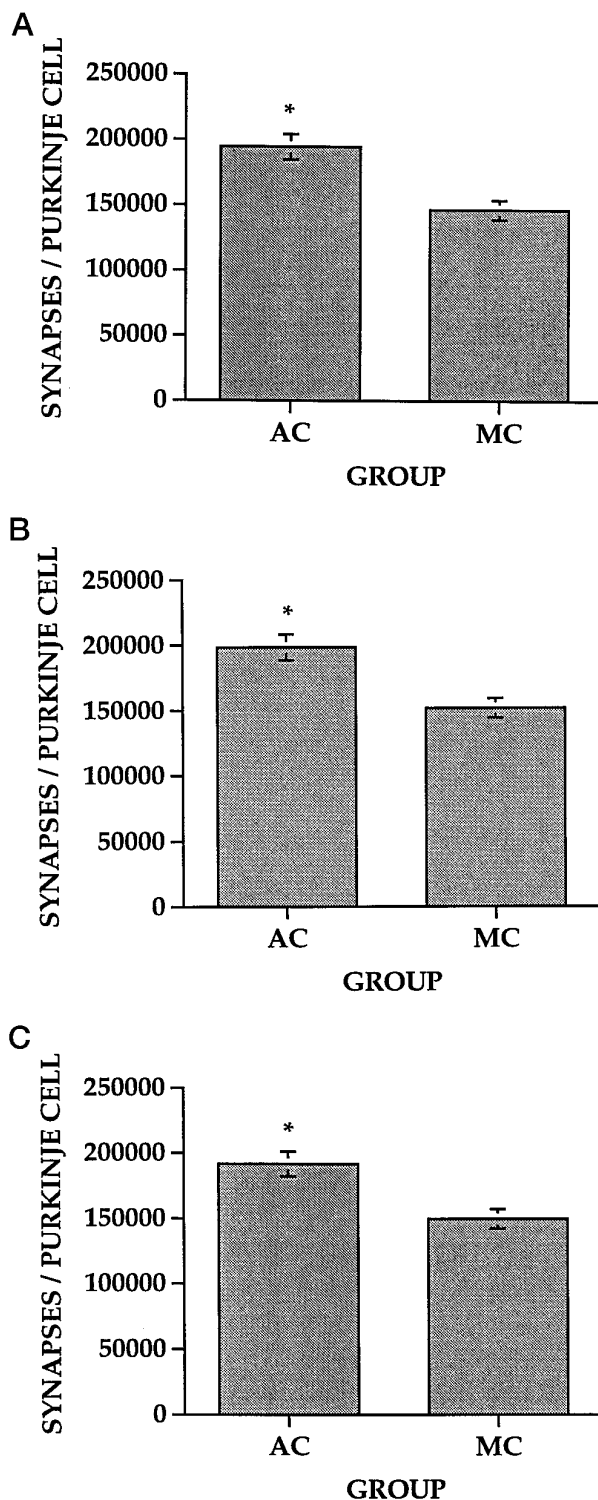 A
SYNAPSES / PURKINJE CELL
250000
200000
150000
100000
50000
0
*
AC
MC
GROUP
B
SYNAPSES / PURKINJE CELL
250000
200000
150000
100000
50000
0
*
AC
MC
GROUP
C
SYNAPSES / PURKINJE CELL
250000
200000
150000
100000
50000
0
*
AC
MC
GROUP